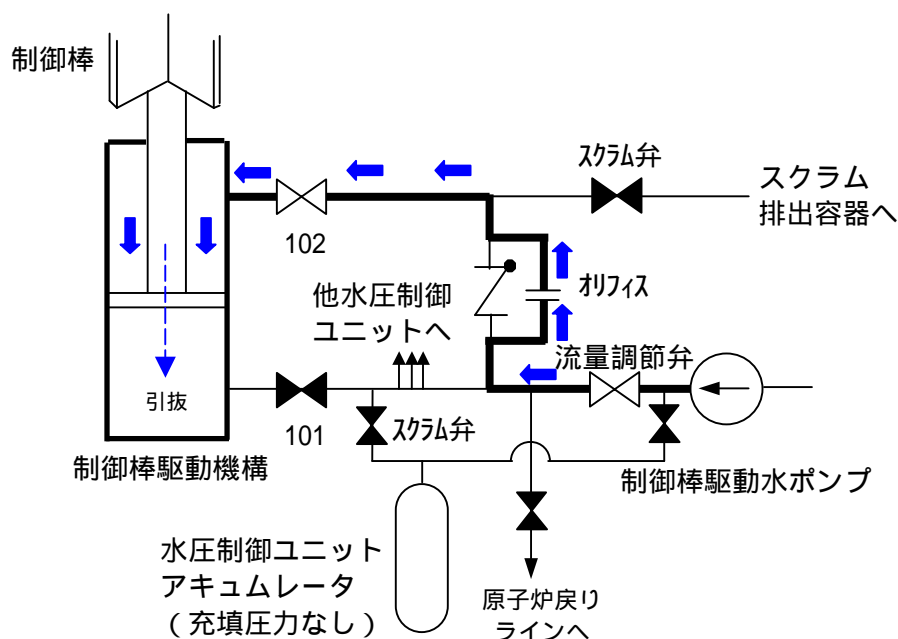 制御棒
スクラム弁
スクラム
排出容器へ
102
オリフィス
他水圧制御
ユニットへ
流量調節弁
引抜
101
スクラム弁
制御棒駆動機構
制御棒駆動水ポンプ
水圧制御ユニット
アキュムレータ
（充填圧力なし）
原子炉戻り
ラインへ